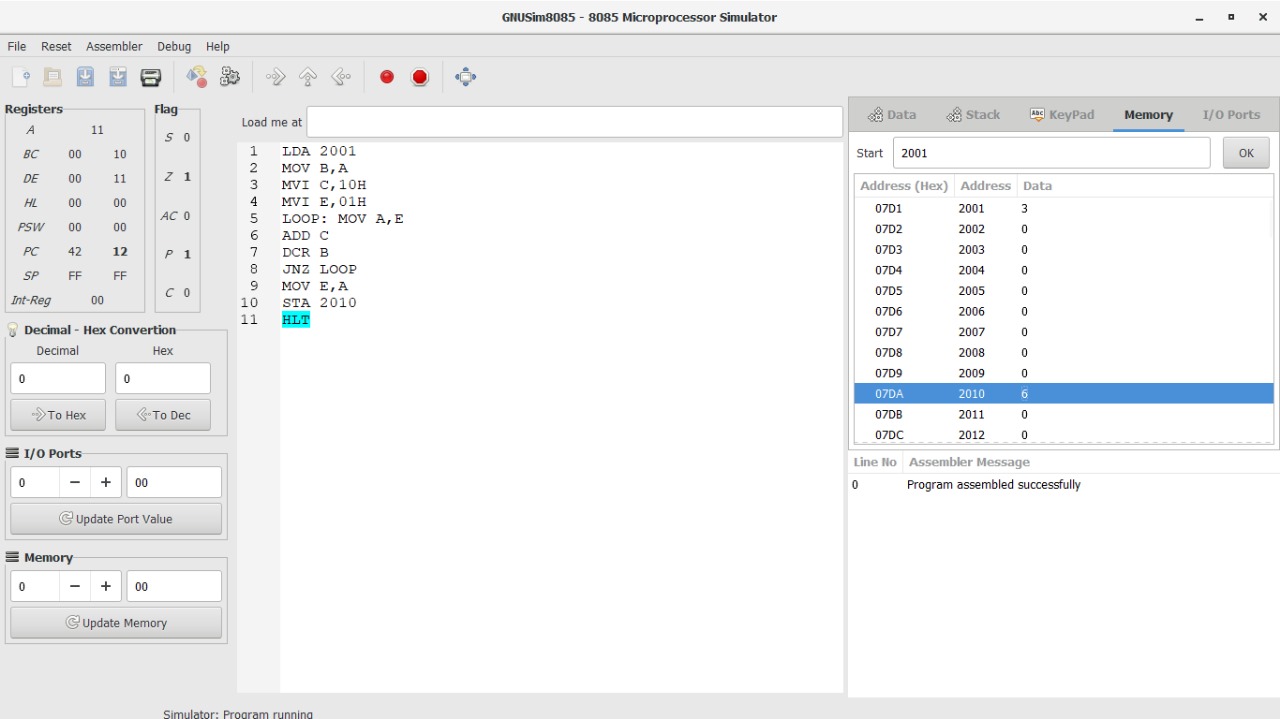 GNUSim8085 - 8085 Microprocessor Simulator
File Reset Assembler Debug Help
Registers
A 11
BC 00 10
DE 00 11
HL 00 00
PSW 00 00
PC 42 12
SP FF FF
Int-Reg 00
Flag
S 0
Z 1
AC 0
P 1
C 0
Decimal - Hex Convertion
Decimal Hex
0 0
To Hex To Dec
I/O Ports
0 − + 00
Update Port Value
Memory
0 − + 00
Update Memory
Load me at
1 LDA 2001
2 MOV B,A
3 MVI C,10H
4 MVI E,01H
5 LOOP: MOV A,E
6 ADD C
7 DCR B
8 JNZ LOOP
9 MOV E,A
10 STA 2010
11 HLT
Data Stack Abc KeyPad Memory I/O Ports
Start 2001 OK
Address (Hex) Address Data
07D1 2001 3
07D2 2002 0
07D3 2003 0
07D4 2004 0
07D5 2005 0
07D6 2006 0
07D7 2007 0
07D8 2008 0
07D9 2009 0
07DA 2010 6
07DB 2011 0
07DC 2012 0
Line No Assembler Message
0 Program assembled successfully
Simulator: Program running